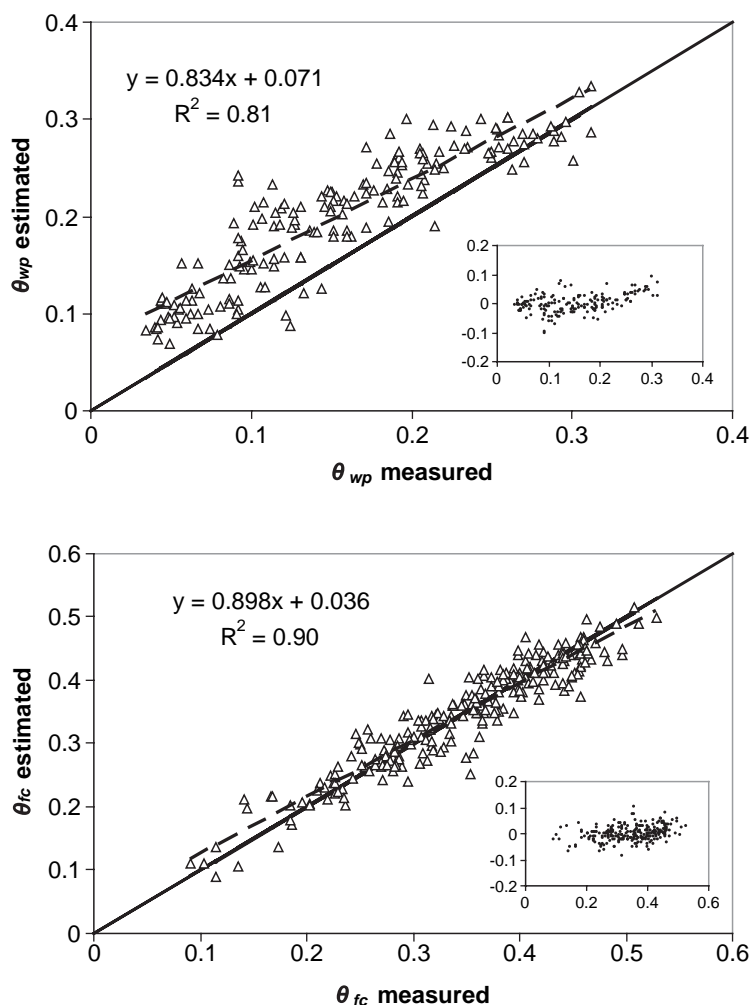 0.4
y = 0.834x + 0.071
R² = 0.81
0.3
θwp estimated
0.2
0.2
0.1
0
0.1
-0.1
-0.2
0 0.1 0.2 0.3 0.4
0
0 0.1 0.2 0.3 0.4
θ wp measured
0.6
y = 0.898x + 0.036
0.5
R² = 0.90
0.4
θfc estimated
0.3
0.2
0.2
0.1
0
0.1
-0.1
-0.2
0 0.2 0.4 0.6
0
0 0.1 0.2 0.3 0.4 0.5 0.6
θ fc measured